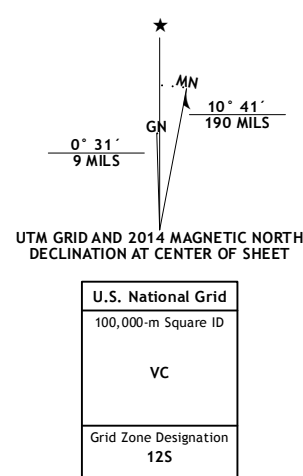 ★
MN
GN
10° 41´
190 MILS
0° 31´
9 MILS
UTM GRID AND 2014 MAGNETIC NORTH
DECLINATION AT CENTER OF SHEET
U.S. National Grid
100,000-m Square ID
VC
Grid Zone Designation
12S